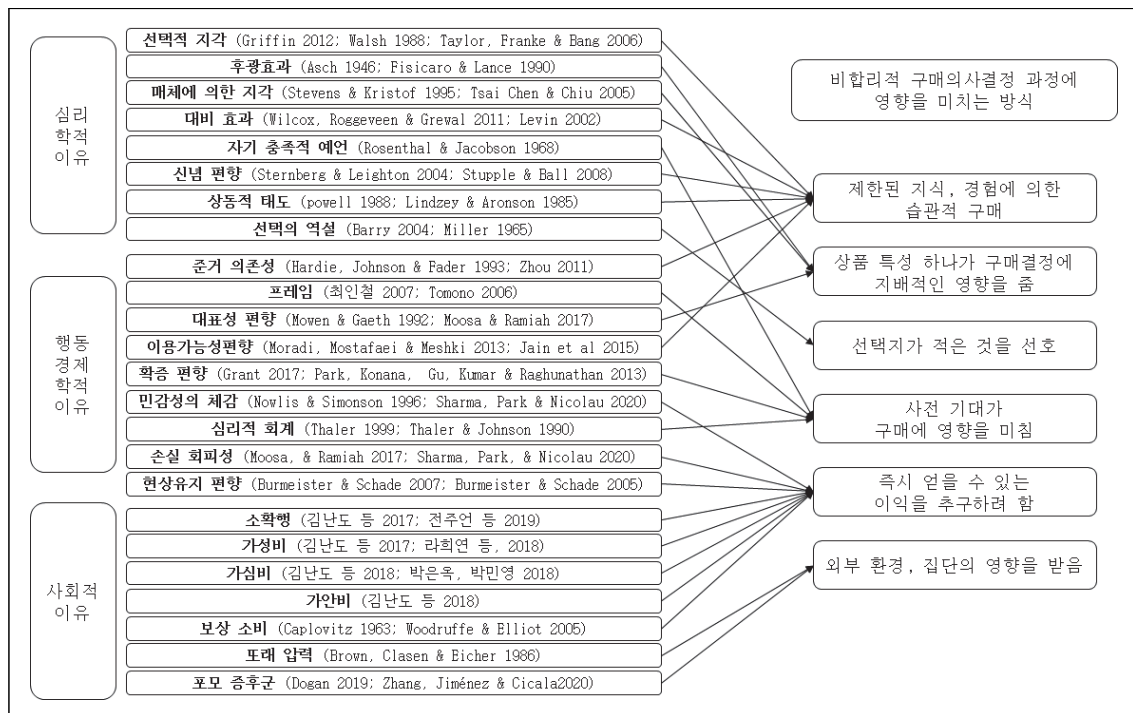 심리
학적
이유
선택적 지각 (Griffin 2012; Walsh 1988; Taylor, Franke & Bang 2006)
후광효과 (Asch 1946; Fisicaro & Lance 1990)
매체에 의한 지각 (Stevens & Kristof 1995; Tsai Chen & Chiu 2005)
대비 효과 (Wilcox, Roggeveen & Grewal 2011; Levin 2002)
자기 충족적 예언 (Rosenthal & Jacobson 1968)
신념 편향 (Sternberg & Leighton 2004; Stupple & Ball 2008)
상동적 태도 (powell 1988; Lindzey & Aronson 1985)
선택의 역설 (Barry 2004; Miller 1965)
행동
경제
학적
이유
준거 의존성 (Hardie, Johnson & Fader 1993; Zhou 2011)
프레임 (최인철 2007; Tomono 2006)
대표성 편향 (Mowen & Gaeth 1992; Moosa & Ramiah 2017)
이용가능성편향 (Moradi, Mostafaei & Meshki 2013; Jain et al 2015)
확증 편향 (Grant 2017; Park, Konana, Gu, Kumar & Raghunathan 2013)
민감성의 체감 (Nowlis & Simonson 1996; Sharma, Park & Nicolau 2020)
심리적 회계 (Thaler 1999; Thaler & Johnson 1990)
손실 회피성 (Moosa, & Ramiah 2017; Sharma, Park, & Nicolau 2020)
현상유지 편향 (Burmeister & Schade 2007; Burmeister & Schade 2005)
사회적
이유
소확행 (김난도 등 2017; 전주언 등 2019)
가성비 (김난도 등 2017; 라희연 등, 2018)
가심비 (김난도 등 2018; 박은옥, 박민영 2018)
가안비 (김난도 등 2018)
보상 소비 (Caplovitz 1963; Woodruffe & Elliot 2005)
또래 압력 (Brown, Clasen & Eicher 1986)
포모 증후군 (Dogan 2019; Zhang, Jiménez & Cicala2020)
비합리적 구매의사결정 과정에
영향을 미치는 방식
제한된 지식, 경험에 의한
습관적 구매
상품 특성 하나가 구매결정에
지배적인 영향을 줌
선택지가 적은 것을 선호
사전 기대가
구매에 영향을 미침
즉시 얻을 수 있는
이익을 추구하려 함
외부 환경, 집단의 영향을 받음